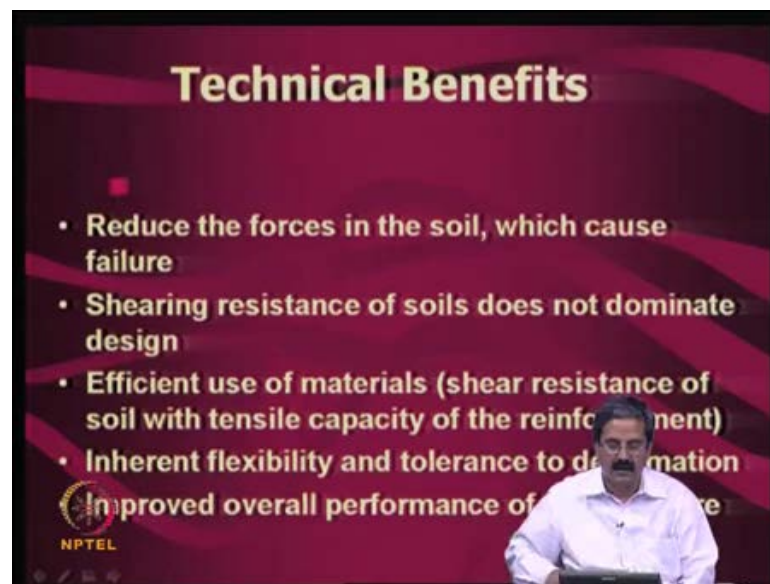 Technical Benefits
• Reduce the forces in the soil, which cause
failure
• Shearing resistance of soils does not dominate
design
• Efficient use of materials (shear resistance of
soil with tensile capacity of the ment)
• Inherent flexibility and tolerance to
• Improved overall performance of
NPTEL